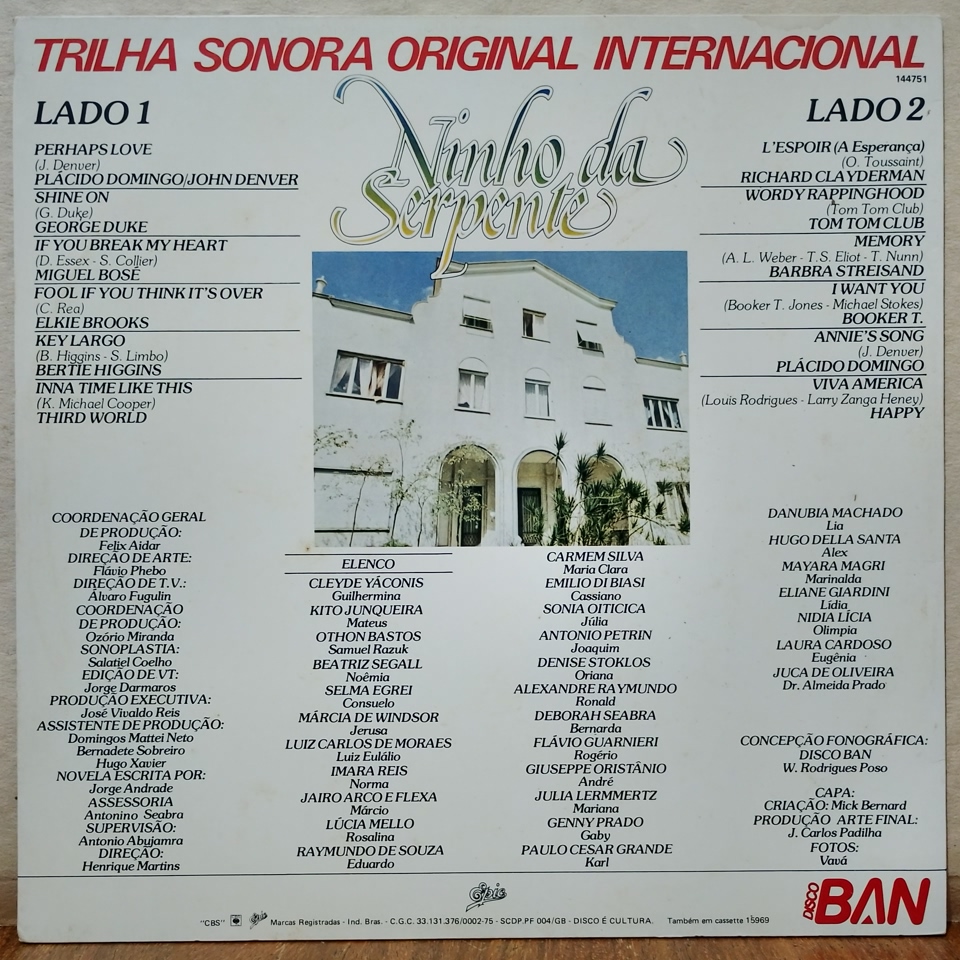 TRILHA SONORA ORIGINAL INTERNACIONAL
144751
Ninho da
Serpente
LADO 1
PERHAPS LOVE
(J. Denver)
PLÁCIDO DOMINGO/JOHN DENVER
SHINE ON
(G. Duke)
GEORGE DUKE
IF YOU BREAK MY HEART
(D. Essex - S. Collier)
MIGUEL BOSÉ
FOOL IF YOU THINK IT'S OVER
(C. Rea)
ELKIE BROOKS
KEY LARGO
(B. Higgins - S. Limbo)
BERTIE HIGGINS
INNA TIME LIKE THIS
(K. Michael Cooper)
THIRD WORLD
LADO 2
L'ESPOIR (A Esperança)
(O. Toussaint)
RICHARD CLAYDERMAN
WORDY RAPPINGHOOD
(Tom Tom Club)
TOM TOM CLUB
MEMORY
(A. L. Weber - T.S. Eliot - T. Nunn)
BARBRA STREISAND
I WANT YOU
(Booker T. Jones - Michael Stokes)
BOOKER T.
ANNIE'S SONG
(J. Denver)
PLÁCIDO DOMINGO
VIVA AMERICA
(Louis Rodrigues - Larry Zanga Heney)
HAPPY
COORDENAÇÃO GERAL
DE PRODUÇÃO:
Felix Aidar
DIREÇÃO DE ARTE:
Flávio Phebo
DIREÇÃO DE T.V.:
Álvaro Fugulin
COORDENAÇÃO
DE PRODUÇÃO:
Ozório Miranda
SONOPLASTIA:
Salatiel Coelho
EDIÇÃO DE VT:
Jorge Darmaros
PRODUÇÃO EXECUTIVA:
José Vivaldo Reis
ASSISTENTE DE PRODUÇÃO:
Domingos Mattei Neto
Bernadete Sobreiro
Hugo Xavier
NOVELA ESCRITA POR:
Jorge Andrade
ASSESSORIA
Antonino Seabra
SUPERVISÃO:
Antonio Abujamra
DIREÇÃO:
Henrique Martins
ELENCO
CLEYDE YÁCONIS
Guilhermina
KITO JUNQUEIRA
Mateus
OTHON BASTOS
Samuel Razuk
BEATRIZ SEGALL
Noêmia
SELMA EGREI
Consuelo
MÁRCIA DE WINDSOR
Jerusa
LUIZ CARLOS DE MORAES
Luiz Eulálio
IMARA REIS
Norma
JAIRO ARCO E FLEXA
Márcio
LÚCIA MELLO
Rosalina
RAYMUNDO DE SOUZA
Eduardo
CARMEM SILVA
Maria Clara
EMILIO DI BIASI
Cassiano
SONIA OITICICA
Júlia
ANTONIO PETRIN
Joaquim
DENISE STOKLOS
Oriana
ALEXANDRE RAYMUNDO
Ronald
DEBORAH SEABRA
Bernarda
FLÁVIO GUARNIERI
Rogério
GIUSEPPE ORISTÂNIO
André
JULIA LERMMERTZ
Mariana
GENNY PRADO
Gaby
PAULO CESAR GRANDE
Karl
DANUBIA MACHADO
Lia
HUGO DELLA SANTA
Alex
MAYARA MAGRI
Marinalda
ELIANE GIARDINI
Lídia
NIDIA LÍCIA
Olimpia
LAURA CARDOSO
Eugênia
JUCA DE OLIVEIRA
Dr. Almeida Prado
CONCEPÇÃO FONOGRÁFICA:
DISCO BAN
W. Rodrigues Poso
CAPA:
CRIAÇÃO: Mick Bernard
PRODUÇÃO ARTE FINAL:
J. Carlos Padilha
FOTOS:
Vavá
Epic
"CBS" Epic Marcas Registradas - Ind. Bras. - C.G.C. 33.131.376/0002-75 - SCDP.PF 004/GB - DISCO É CULTURA. Também em cassette 15969
DISCO BAN